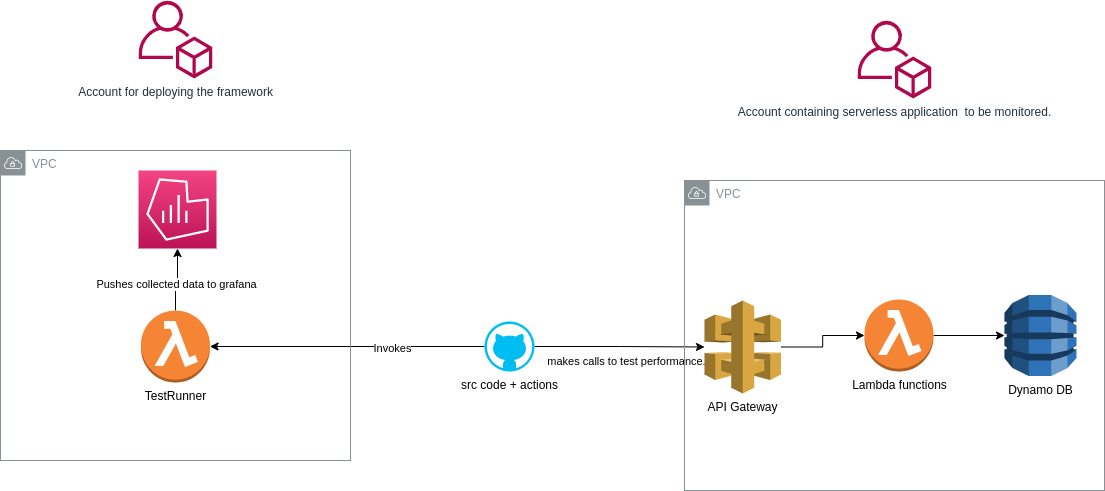 Account for deploying the framework
Account containing serverless application  to be monitored.
VPC
VPC
Pushes collected data to grafana
TestRunner
Invokes
src code + actions
makes calls to test performance.
API Gateway
Lambda functions
Dynamo DB